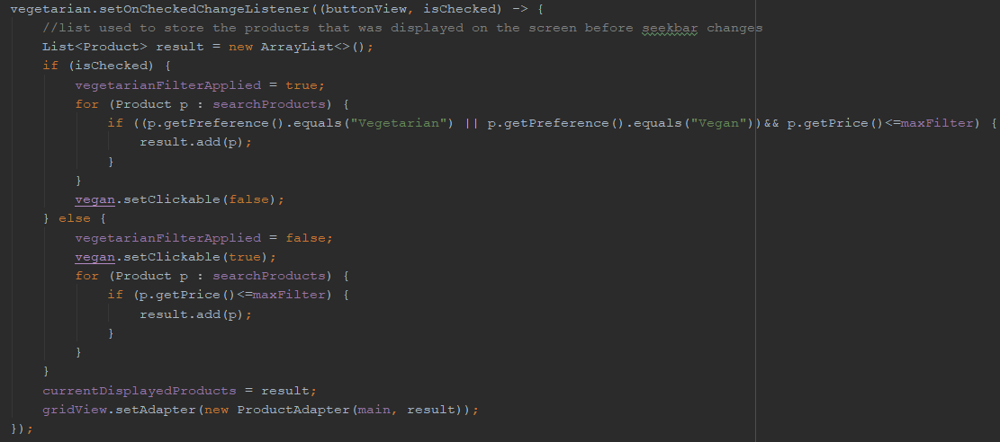 vegetarian.setOnCheckedChangeListener((buttonView, isChecked) -> {
    //list used to store the products that was displayed on the screen before seekbar changes
    List<Product> result = new ArrayList<>();
    if (isChecked) {
        vegetarianFilterApplied = true;
        for (Product p : searchProducts) {
            if ((p.getPreference().equals("Vegetarian") || p.getPreference().equals("Vegan"))&& p.getPrice()<=maxFilter) {
                result.add(p);
            }
        }
        vegan.setClickable(false);
    } else {
        vegetarianFilterApplied = false;
        vegan.setClickable(true);
        for (Product p : searchProducts) {
            if (p.getPrice()<=maxFilter) {
                result.add(p);
            }
        }
    }
    currentDisplayedProducts = result;
    gridView.setAdapter(new ProductAdapter(main, result));
});